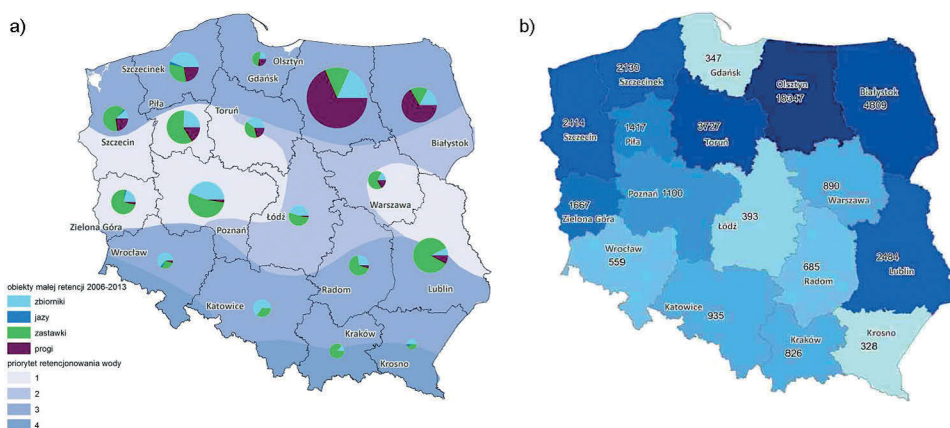 a)
Szczecinek
Gdańsk
Olsztyn
Piła
Toruń
Szczecin
Białystok
Warszawa
Zielona Góra
Poznań
Łódź
Wrocław
Katowice
Radom
Lublin
Kraków
Krosno
obiekty małej retencji 2006-2013
zbiorniki
jazy
zastawki
progi
priorytet retencjonowania wody
1
2
3
4
b)
347
Gdańsk
2130
Szczecinek
Olsztyn
18347
Białystok
4809
2414
Szczecin
1417
Piła
3727
Toruń
Poznań 1100
890
Warszawa
1667
Zielona Góra
393
Łódź
Wrocław
559
685
Radom
2484
Lublin
Katowice
935
Kraków
826
Krosno
328